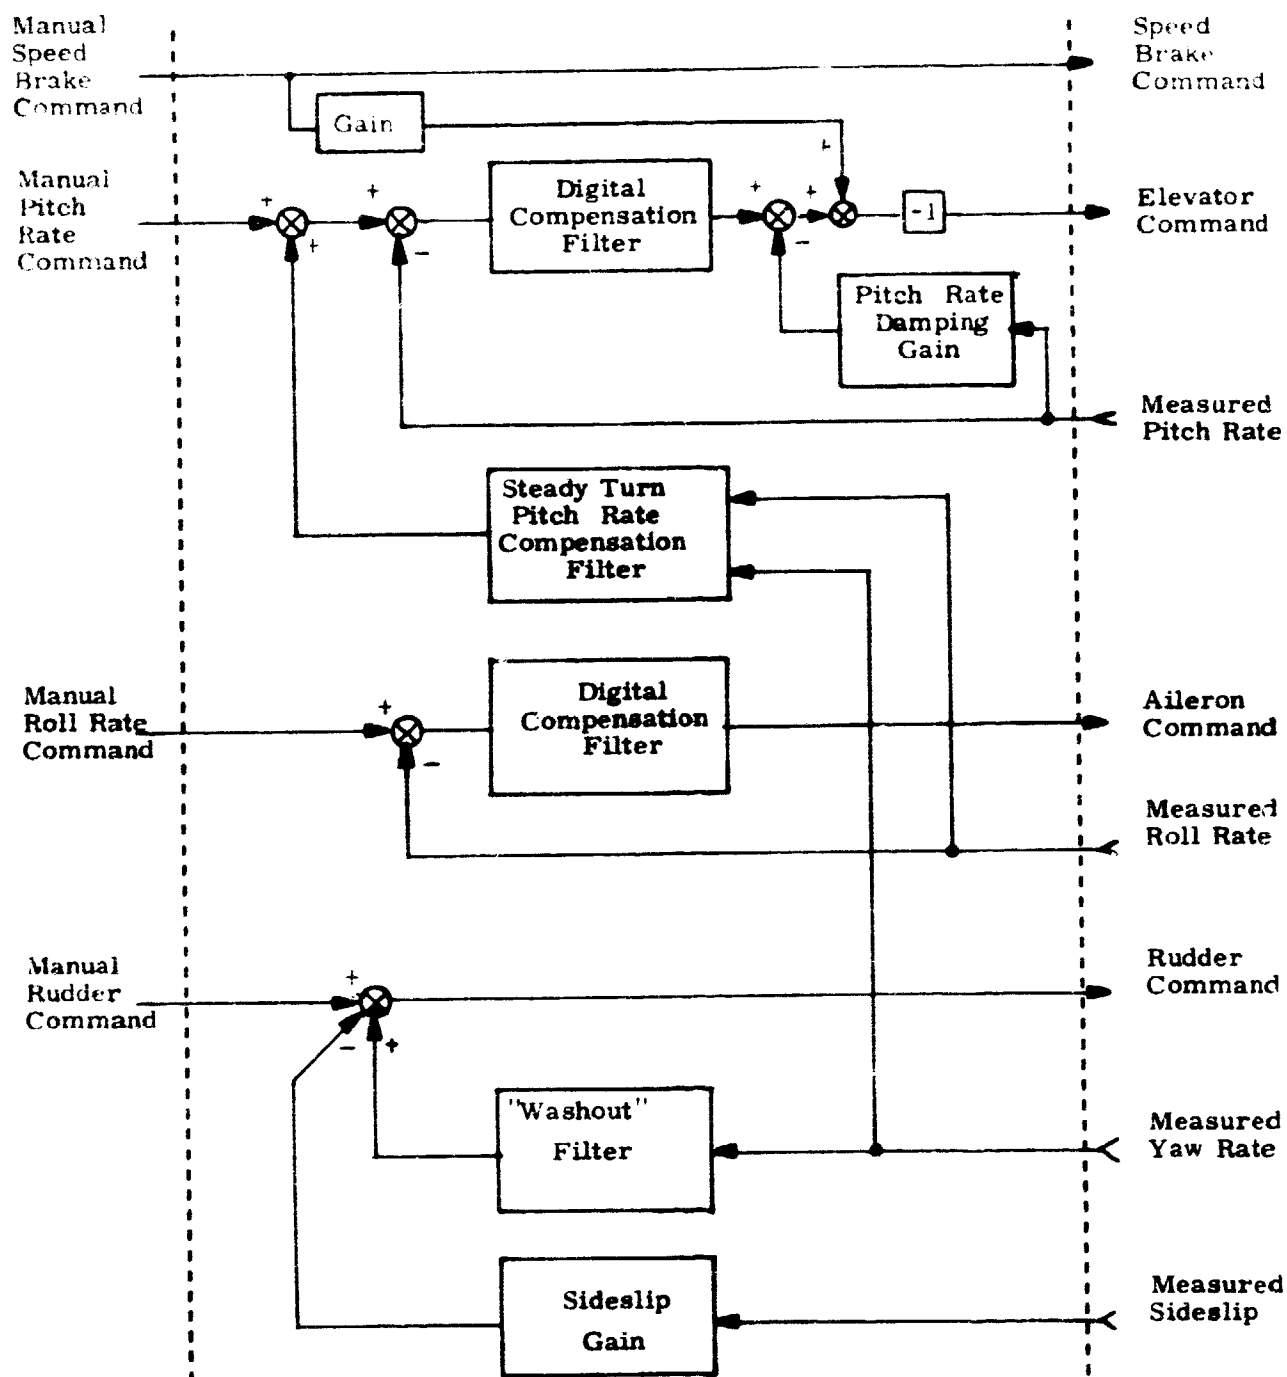 Manual
Speed
Brake
Command
Speed
Brake
Command
Gain
+
Manual
Pitch
Rate
Command
+
+
+
-
Digital
Compensation
Filter
+
-
+
-1
Elevator
Command
Pitch Rate
Damping
Gain
Measured
Pitch Rate
Steady Turn
Pitch Rate
Compensation
Filter
Manual
Roll Rate
Command
+
-
Digital
Compensation
Filter
Aileron
Command
Measured
Roll Rate
Manual
Rudder
Command
+
-
+
Rudder
Command
"Washout"
Filter
Measured
Yaw Rate
Sideslip
Gain
Measured
Sideslip